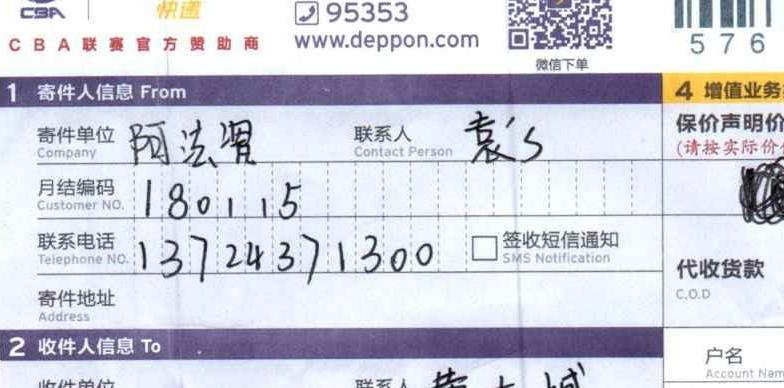 CBA
快递
95353
CBA联赛官方赞助商
www.deppon.com
微信下单
576
1 寄件人信息 From
4 增值业务
寄件单位 阿法贤 联系人 袁's
Company Contact Person
保价声明价
(请按实际价
月结编码 180115
Customer NO.
联系电话 13724371300 签收短信通知
Telephone NO. SMS Notification
代收货款
C.O.D
寄件地址
Address
2 收件人信息 To
户名
Account Nam
收件单位 联系人